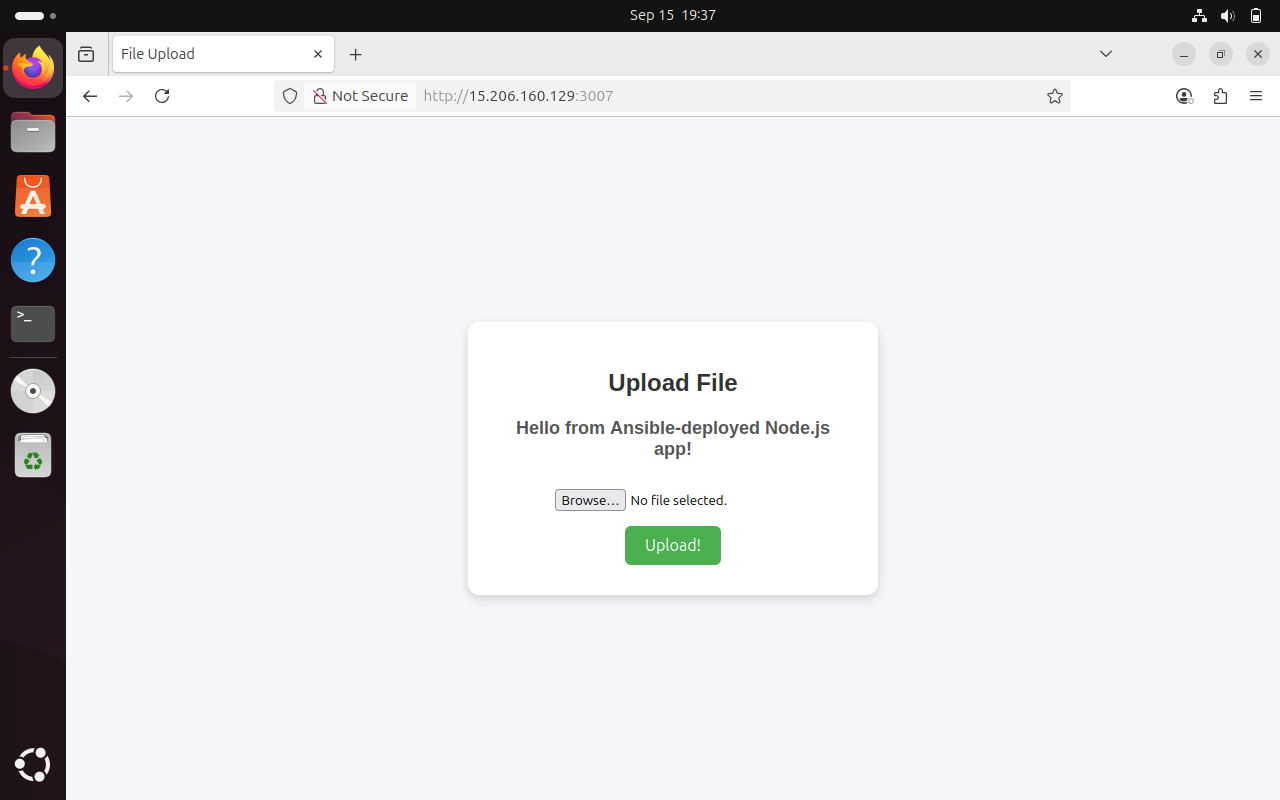 Sep 15 19:37
File Upload
Not Secure http://15.206.160.129:3007
Upload File
Hello from Ansible-deployed Node.js
app!
Browse... No file selected.
Upload!